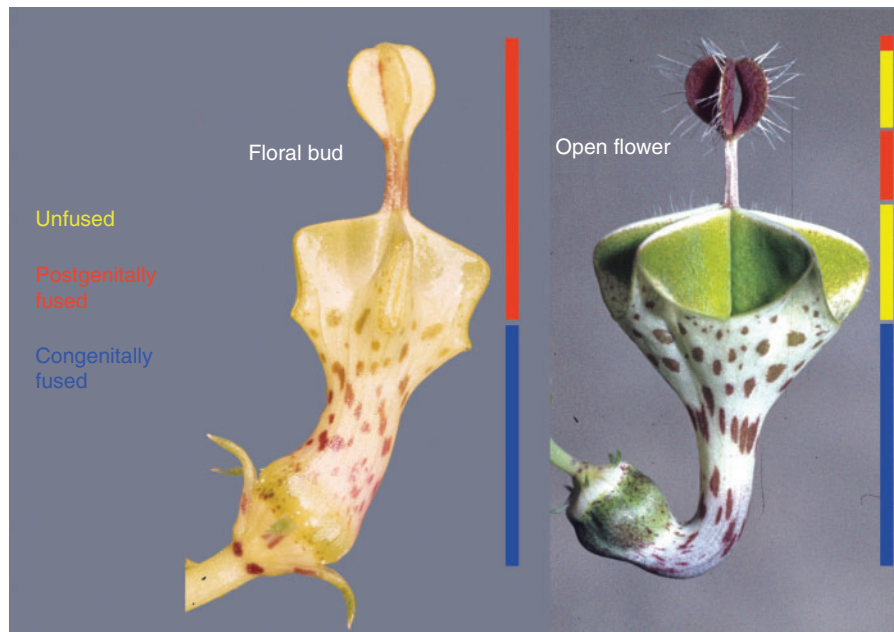 Floral bud
Open flower
Unfused
Postgenitally
fused
Congenitally
fused